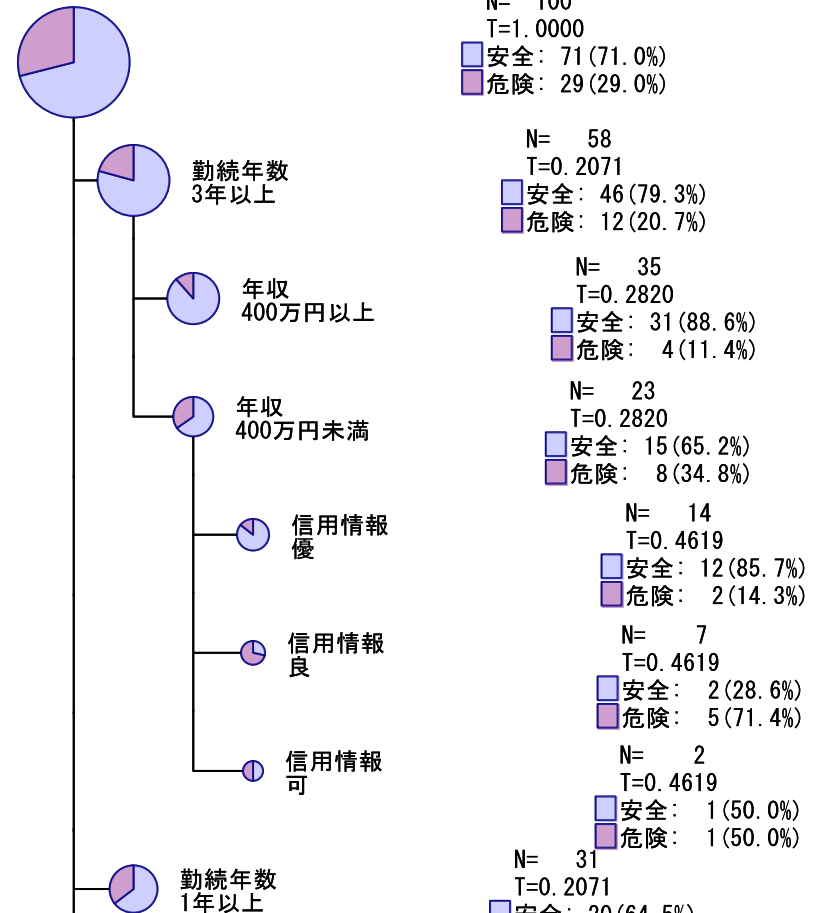 N= 100
T=1.0000
安全: 71(71.0%)
危険: 29(29.0%)
勤続年数
3年以上
N= 58
T=0.2071
安全: 46(79.3%)
危険: 12(20.7%)
年収
400万円以上
N= 35
T=0.2820
安全: 31(88.6%)
危険: 4(11.4%)
年収
400万円未満
N= 23
T=0.2820
安全: 15(65.2%)
危険: 8(34.8%)
信用情報
優
N= 14
T=0.4619
安全: 12(85.7%)
危険: 2(14.3%)
信用情報
良
N= 7
T=0.4619
安全: 2(28.6%)
危険: 5(71.4%)
信用情報
可
N= 2
T=0.4619
安全: 1(50.0%)
危険: 1(50.0%)
勤続年数
1年以上
N= 31
T=0.2071
安全: 20(64.5%)